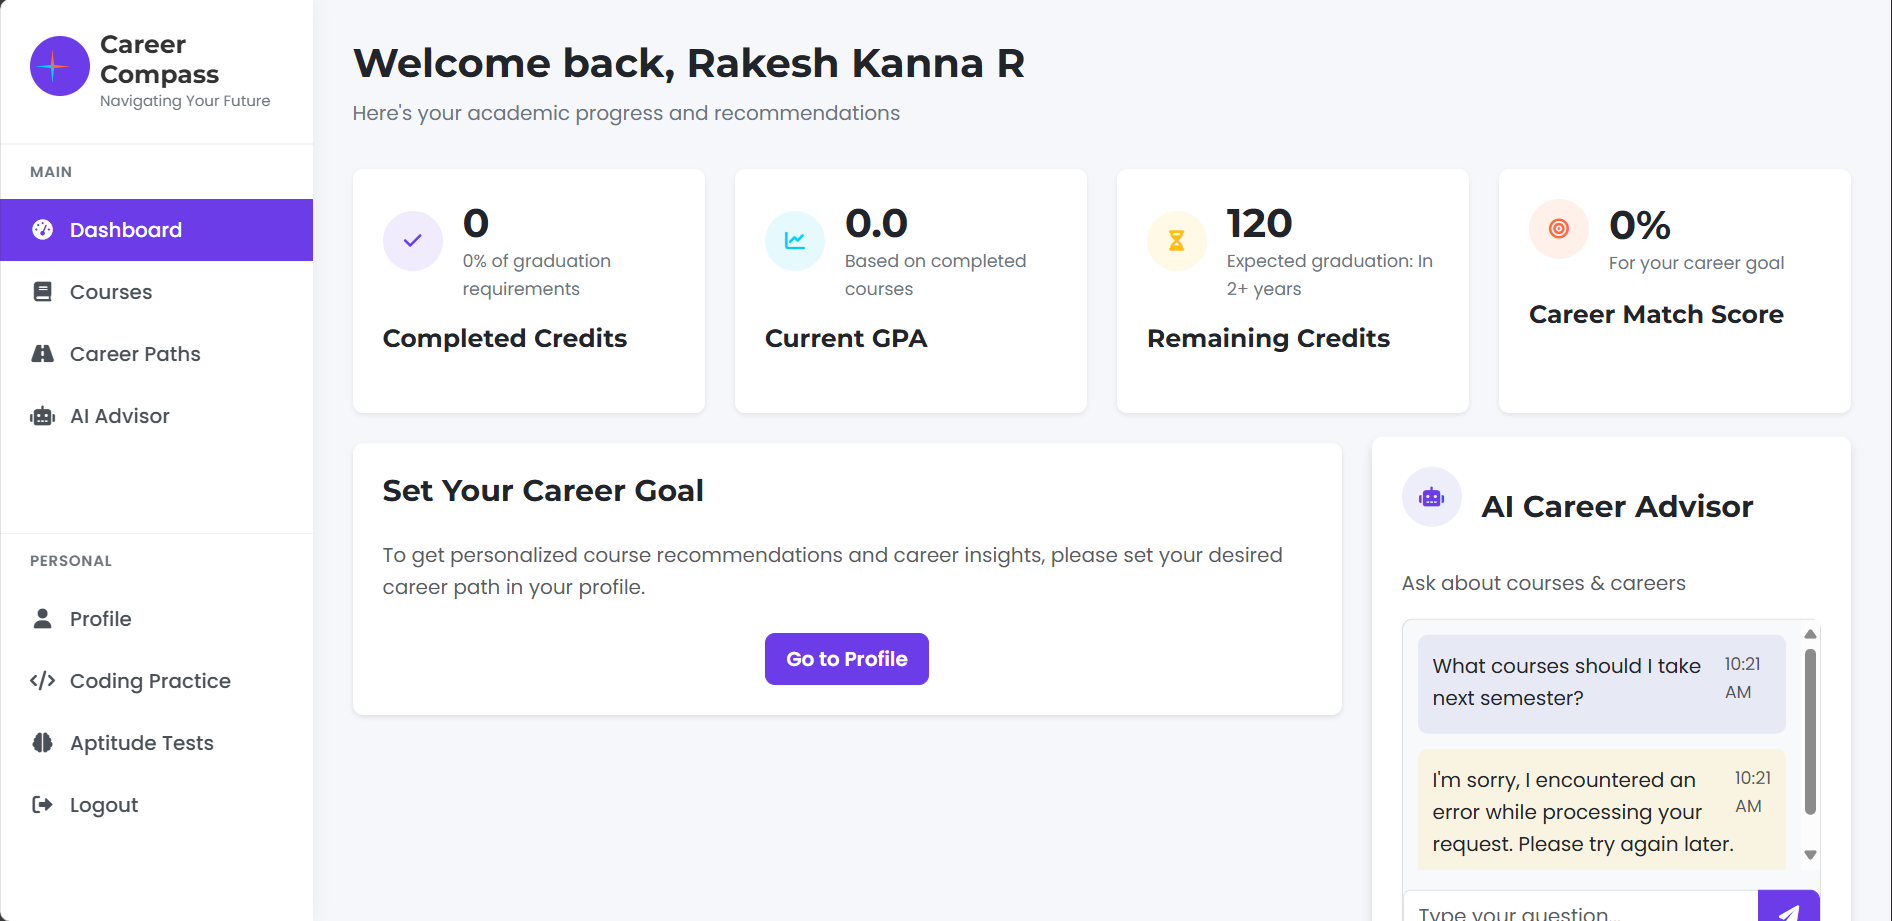 Career
Compass
Navigating Your Future
MAIN
Dashboard
Courses
Career Paths
AI Advisor
PERSONAL
Profile
Coding Practice
Aptitude Tests
Logout
Welcome back, Rakesh Kanna R
Here's your academic progress and recommendations
0
0% of graduation
requirements
Completed Credits
0.0
Based on completed
courses
Current GPA
120
Expected graduation: In
2+ years
Remaining Credits
0%
For your career goal
Career Match Score
Set Your Career Goal
To get personalized course recommendations and career insights, please set your desired
career path in your profile.
Go to Profile
AI Career Advisor
Ask about courses & careers
What courses should I take
next semester?
10:21
AM
I'm sorry, I encountered an
error while processing your
request. Please try again later.
10:21
AM
Type your question...